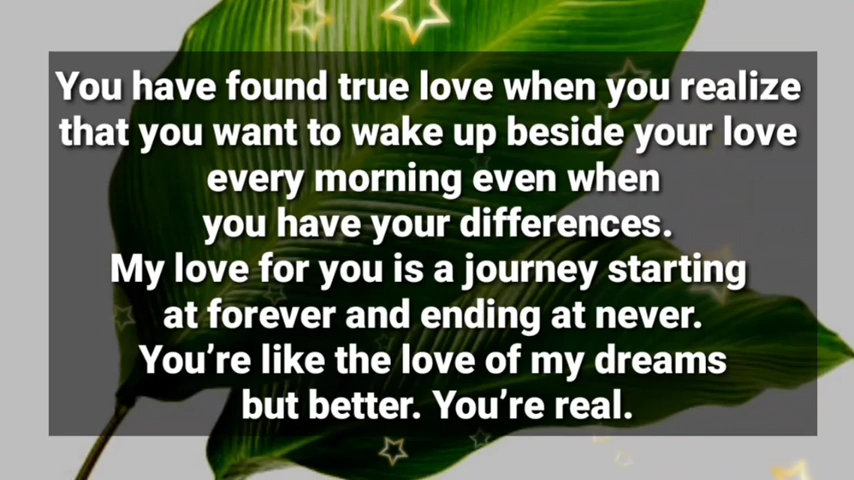 You have found true love when you realize
that you want to wake up beside your love
every morning even when
you have your differences.
My love for you is a journey starting
at forever and ending at never.
You’re like the love of my dreams
but better. You’re real.